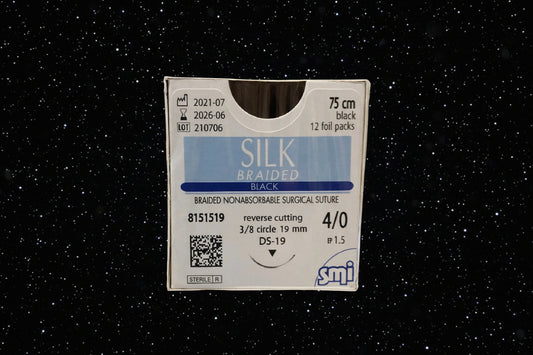 2021-07
2026-06
LOT 210706
75 cm
black
12 foil packs
SILK
BRAIDED
BLACK
BRAIDED NONABSORBABLE SURGICAL SUTURE
8151519
reverse cutting
3/8 circle 19 mm
DS-19
4/0
EP 1.5
STERILE R
smi